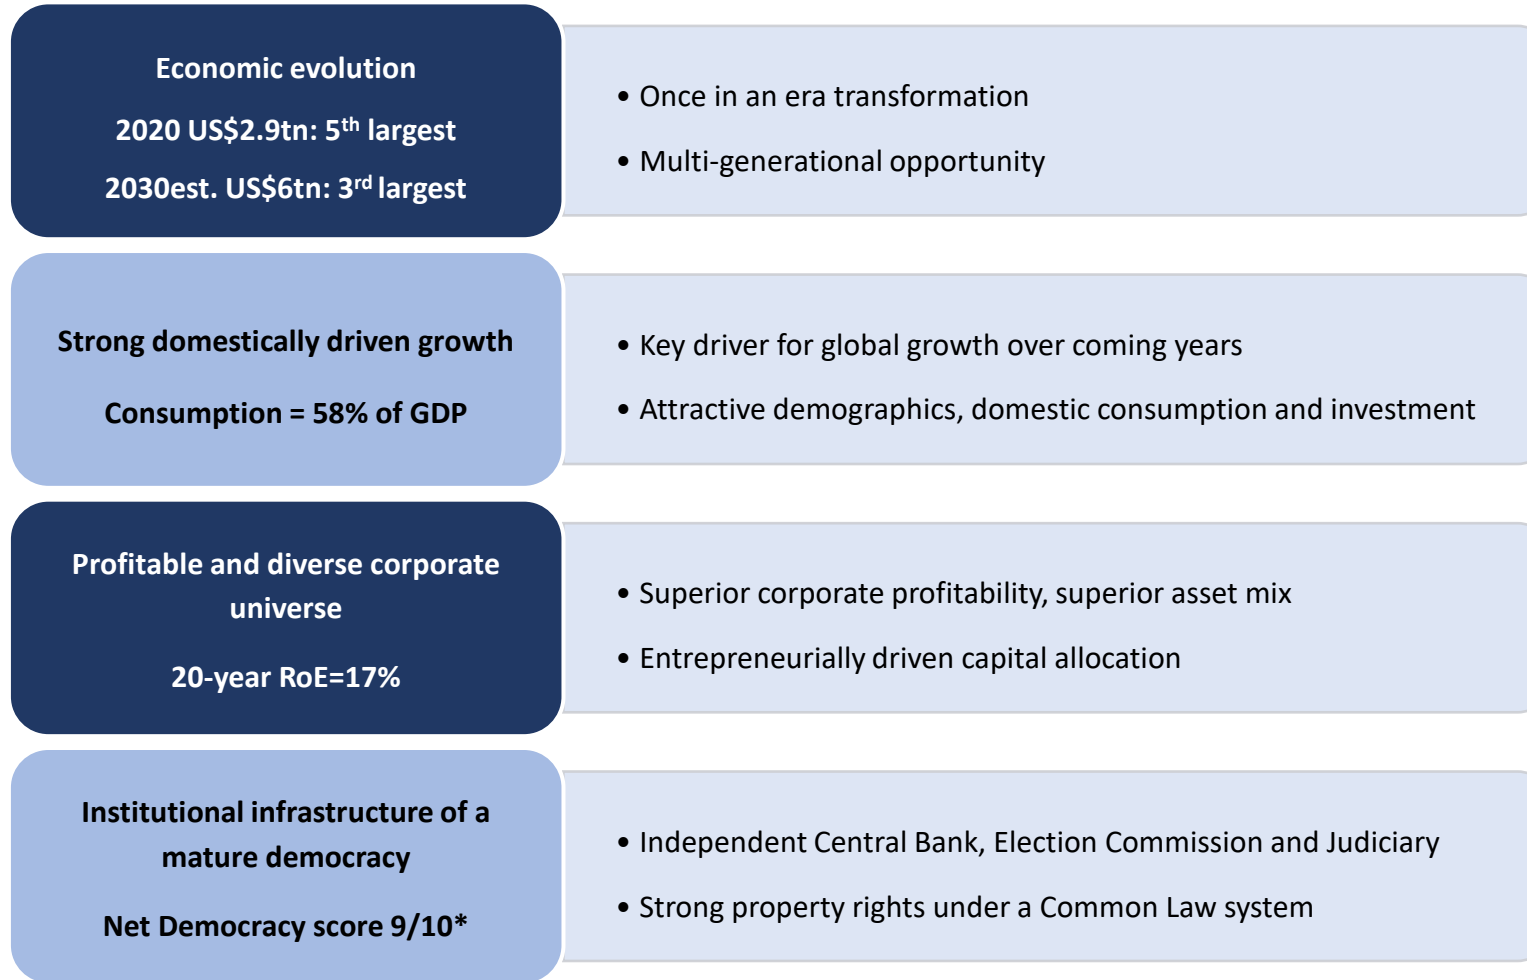 Economic evolution
2020 US$2.9tn: 5th largest
2030est. US$6tn: 3rd largest
• Once in an era transformation
• Multi-generational opportunity
Strong domestically driven growth
Consumption = 58% of GDP
• Key driver for global growth over coming years
• Attractive demographics, domestic consumption and investment
Profitable and diverse corporate
universe
20-year RoE=17%
• Superior corporate profitability, superior asset mix
• Entrepreneurially driven capital allocation
Institutional infrastructure of a
mature democracy
Net Democracy score 9/10*
• Independent Central Bank, Election Commission and Judiciary
• Strong property rights under a Common Law system